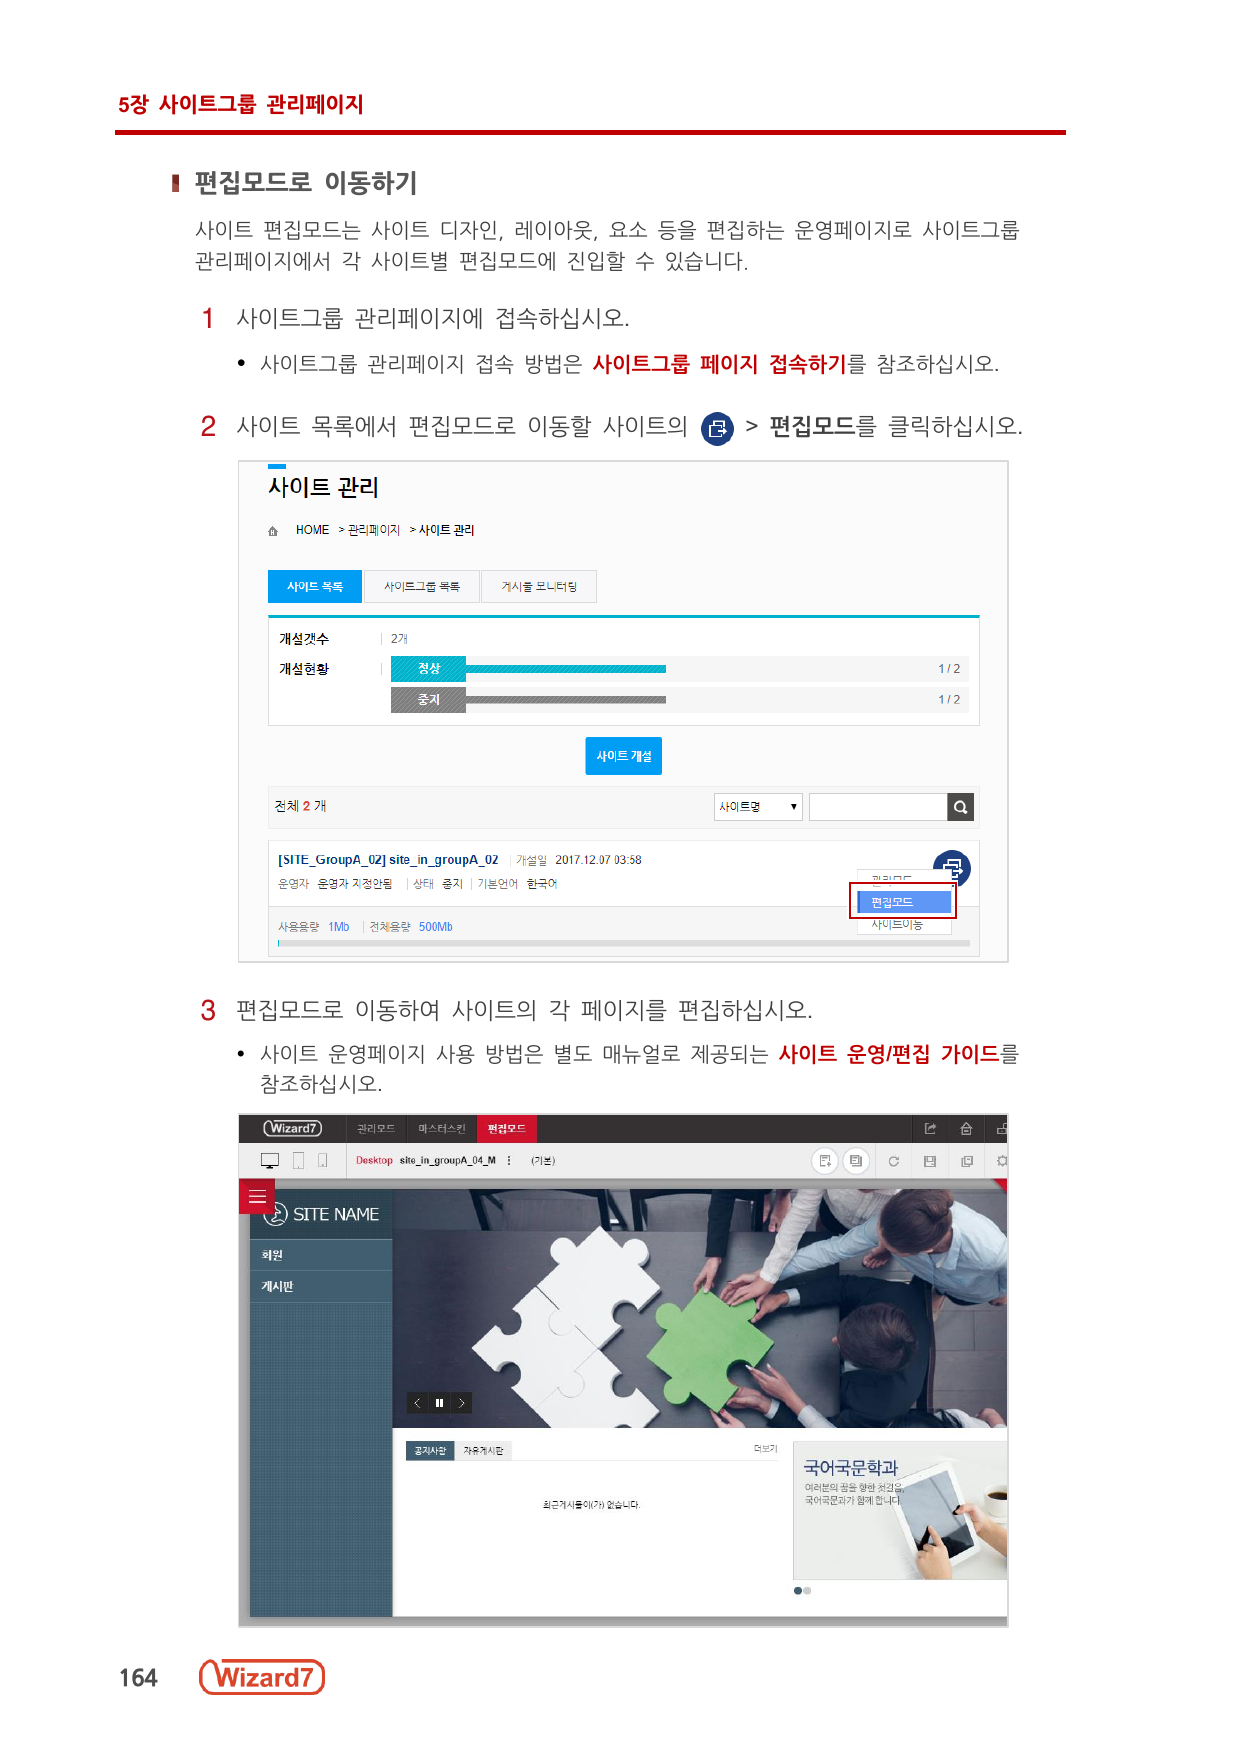 5장 사이트그룹 관리페이지
편집모드로 이동하기
사이트 편집모드는 사이트 디자인, 레이아웃, 요소 등을 편집하는 운영페이지로 사이트그룹
관리페이지에서 각 사이트별 편집모드에 진입할 수 있습니다.
1 사이트그룹 관리페이지에 접속하십시오.
• 사이트그룹 관리페이지 접속 방법은 사이트그룹 페이지 접속하기를 참조하십시오.
2 사이트 목록에서 편집모드로 이동할 사이트의 > 편집모드를 클릭하십시오.
사이트 관리
HOME > 관리페이지 > 사이트 관리
사이트 목록 사이트그룹 목록 게시물 모니터링
개설갯수 2개
개설현황 정상 1 / 2
중지 1 / 2
사이트 개설
전체 2 개 사이트명
[SITE_GroupA_02] site_in_groupA_02 개설일 2017.12.07 03:58
운영자 운영자 지정안됨 상태 중지 기본언어 한국어
관리모드
편집모드
사이트이동
사용용량 1Mb 전체용량 500Mb
3 편집모드로 이동하여 사이트의 각 페이지를 편집하십시오.
• 사이트 운영페이지 사용 방법은 별도 매뉴얼로 제공되는 사이트 운영/편집 가이드를
참조하십시오.
Wizard7 관리모드 마스터스킨 편집모드
Desktop site_in_groupA_04_M (기본)
SITE NAME
회원
게시판
공지사항 자유게시판 더보기
최근게시물이(가) 없습니다.
국어국문학과
여러분의 꿈을 향한 첫걸음,
국어국문과가 함께 합니다.
164 Wizard7